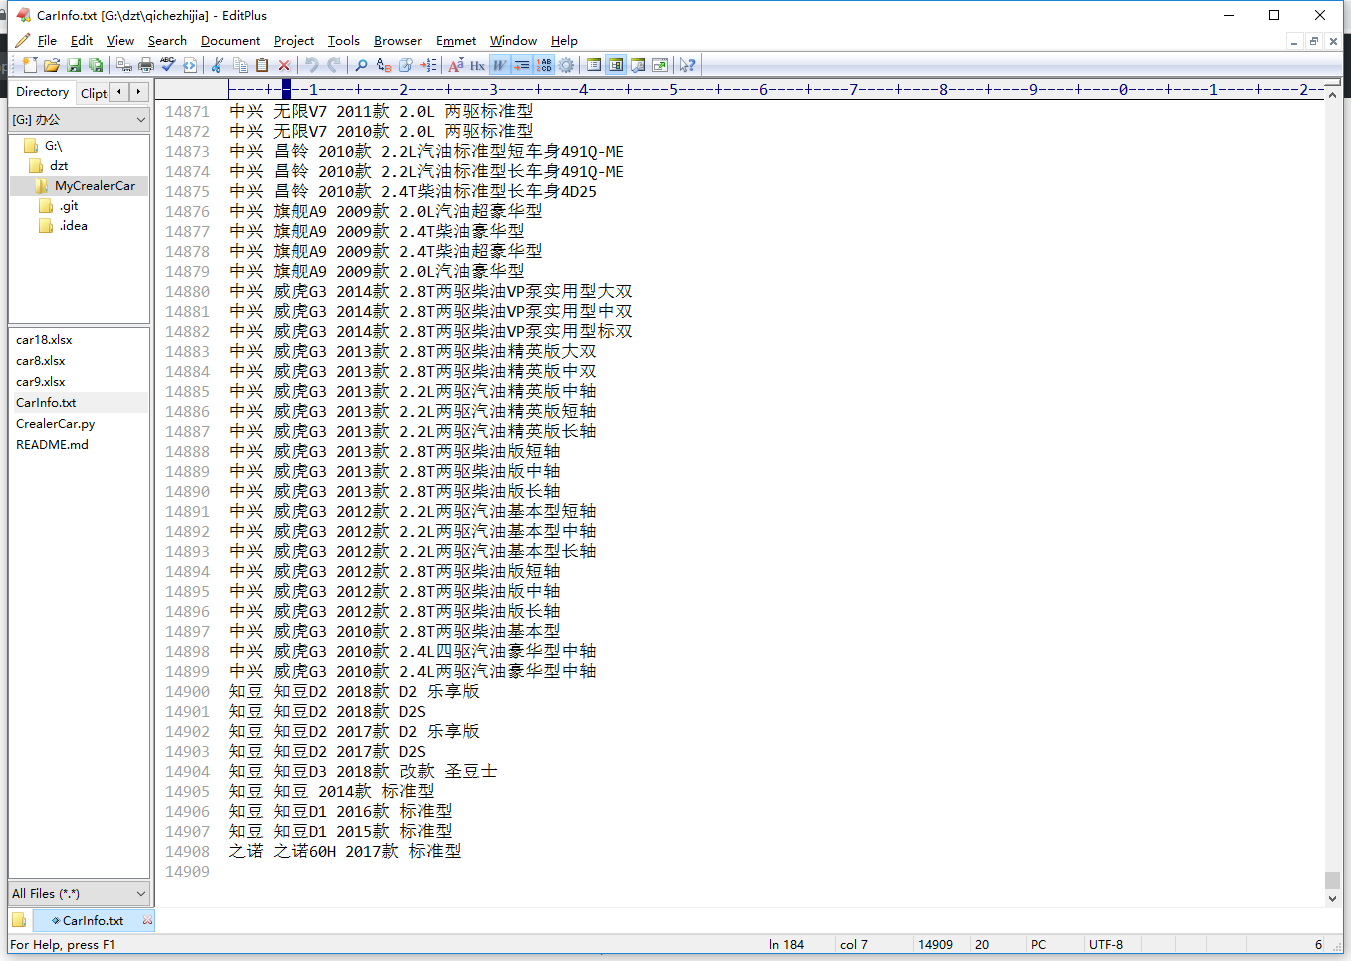 CarInfo.txt [G:\dzt\qichezhijia] - EditPlus
File Edit View Search Document Project Tools Browser Emmet Window Help
Directory Clipt
[G:] 办公
G:\
dzt
MyCrealerCar
.git
.idea
car18.xlsx
car8.xlsx
car9.xlsx
CarInfo.txt
CrealerCar.py
README.md
All Files (*.*)
----+----1----+----2----+----3----+----4----+----5----+----6----+----7----+----8----+----9----+----0----+----1----+----2--
14871 中兴 无限V7 2011款 2.0L 两驱标准型
14872 中兴 无限V7 2010款 2.0L 两驱标准型
14873 中兴 昌铃 2010款 2.2L汽油标准型短车身491Q-ME
14874 中兴 昌铃 2010款 2.2L汽油标准型长车身491Q-ME
14875 中兴 昌铃 2010款 2.4T柴油标准型长车身4D25
14876 中兴 旗舰A9 2009款 2.0L汽油超豪华型
14877 中兴 旗舰A9 2009款 2.4T柴油豪华型
14878 中兴 旗舰A9 2009款 2.4T柴油超豪华型
14879 中兴 旗舰A9 2009款 2.0L汽油豪华型
14880 中兴 威虎G3 2014款 2.8T两驱柴油VP泵实用型大双
14881 中兴 威虎G3 2014款 2.8T两驱柴油VP泵实用型中双
14882 中兴 威虎G3 2014款 2.8T两驱柴油VP泵实用型标双
14883 中兴 威虎G3 2013款 2.8T两驱柴油精英版大双
14884 中兴 威虎G3 2013款 2.8T两驱柴油精英版中双
14885 中兴 威虎G3 2013款 2.2L两驱汽油精英版中轴
14886 中兴 威虎G3 2013款 2.2L两驱汽油精英版短轴
14887 中兴 威虎G3 2013款 2.2L两驱汽油精英版长轴
14888 中兴 威虎G3 2013款 2.8T两驱柴油版短轴
14889 中兴 威虎G3 2013款 2.8T两驱柴油版中轴
14890 中兴 威虎G3 2013款 2.8T两驱柴油版长轴
14891 中兴 威虎G3 2012款 2.2L两驱汽油基本型短轴
14892 中兴 威虎G3 2012款 2.2L两驱汽油基本型中轴
14893 中兴 威虎G3 2012款 2.2L两驱汽油基本型长轴
14894 中兴 威虎G3 2012款 2.8T两驱柴油版短轴
14895 中兴 威虎G3 2012款 2.8T两驱柴油版中轴
14896 中兴 威虎G3 2012款 2.8T两驱柴油版长轴
14897 中兴 威虎G3 2010款 2.8T两驱柴油基本型
14898 中兴 威虎G3 2010款 2.4L四驱汽油豪华型中轴
14899 中兴 威虎G3 2010款 2.4L两驱汽油豪华型中轴
14900 知豆 知豆D2 2018款 D2 乐享版
14901 知豆 知豆D2 2018款 D2S
14902 知豆 知豆D2 2017款 D2 乐享版
14903 知豆 知豆D2 2017款 D2S
14904 知豆 知豆D3 2018款 改款 圣豆士
14905 知豆 知豆 2014款 标准型
14906 知豆 知豆D1 2016款 标准型
14907 知豆 知豆D1 2015款 标准型
14908 之诺 之诺60H 2017款 标准型
14909
CarInfo.txt
For Help, press F1 ln 184 col 7 14909 20 PC UTF-8 6